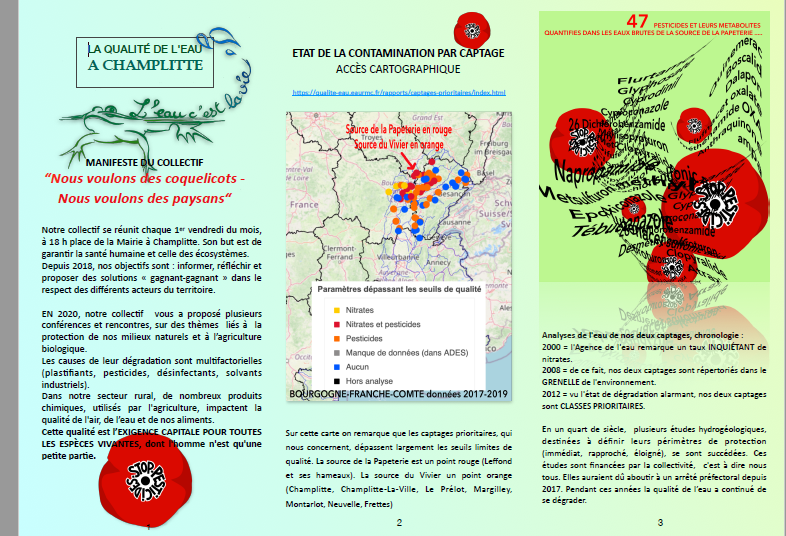 LA QUALITÉ DE L'EAU
A CHAMPLITTE
L'eau c'est la vie
MANIFESTE DU COLLECTIF
"Nous voulons des coquelicots -
Nous voulons des paysans"
Notre collectif se réunit chaque 1er vendredi du mois,
à 18 h place de la Mairie à Champlitte. Son but est de
garantir la santé humaine et celle des écosystèmes.
Depuis 2018, nos objectifs sont : informer, réfléchir et
proposer des solutions « gagnant-gagnant » dans le
respect des différents acteurs du territoire.
EN 2020, notre collectif vous a proposé plusieurs
conférences et rencontres, sur des thèmes liés à la
protection de nos milieux naturels et à l'agriculture
biologique.
Les causes de leur dégradation sont multifactorielles
(plastifiants, pesticides, désinfectants, solvants
industriels).
Dans notre secteur rural, de nombreux produits
chimiques, utilisés par l'agriculture, impactent la
qualité de l'air, de l'eau et de nos aliments.
Cette qualité est l'EXIGENCE CAPITALE POUR TOUTES
LES ESPÈCES VIVANTES, dont l'homme n'est qu'une
petite partie.
STOP PESTICIDES
1
ETAT DE LA CONTAMINATION PAR CAPTAGE
ACCÈS CARTOGRAPHIQUE
https://qualite-eau.eaurmc.fr/rapports/captages-prioritaires/index.html
Grand Est
Source de la Papeterie en rouge
Troyes
Source du Vivier en orange
Freiburg
im Breisgau
Basel
Besançon
France
Schweiz/
Suisse/
Clermont-
Ferrand
Villeurbanne
Annecy
Paramètres dépassant les seuils de qualité
Nitrates
Nitrates et pesticides
Pesticides
Manque de données (dans ADES)
Aucun
Hors analyse
BOURGOGNE-FRANCHE-COMTE données 2017-2019
Sur cette carte on remarque que les captages prioritaires, qui
nous concernent, dépassent largement les seuils limites de
qualité. La source de la Papeterie est un point rouge (Leffond
et ses hameaux). La source du Vivier un point orange
(Champlitte, Champlitte-La-Ville, Le Prélot, Margilley,
Montarlot, Neuvelle, Frettes)
2
47 PESTICIDES ET LEURS METABOLITES
QUANTIFIES DANS LES EAUX BRUTES DE LA SOURCE DE LA PAPETERIE ....
Glyphosate
Cyprodinil
Cyproconazole
STOP PESTICIDES
Analyses de l'eau de nos deux captages, chronologie :
2000 = l'Agence de l'eau remarque un taux INQUIÉTANT de
nitrates.
2008 = de ce fait, nos deux captages sont répertoriés dans le
GRENELLE de l'environnement.
2012 = vu l'état de dégradation alarmant, nos deux captages
sont CLASSES PRIORITAIRES.
En un quart de siècle, plusieurs études hydrogéologiques,
destinées à définir leurs périmètres de protection
(immédiat, rapproché, éloigné), se sont succédées. Ces
études sont financées par la collectivité, c'est à dire nous
tous. Elles auraient dû aboutir à un arrêté préfectoral depuis
2017. Pendant ces années la qualité de l'eau a continué de
se dégrader.
3